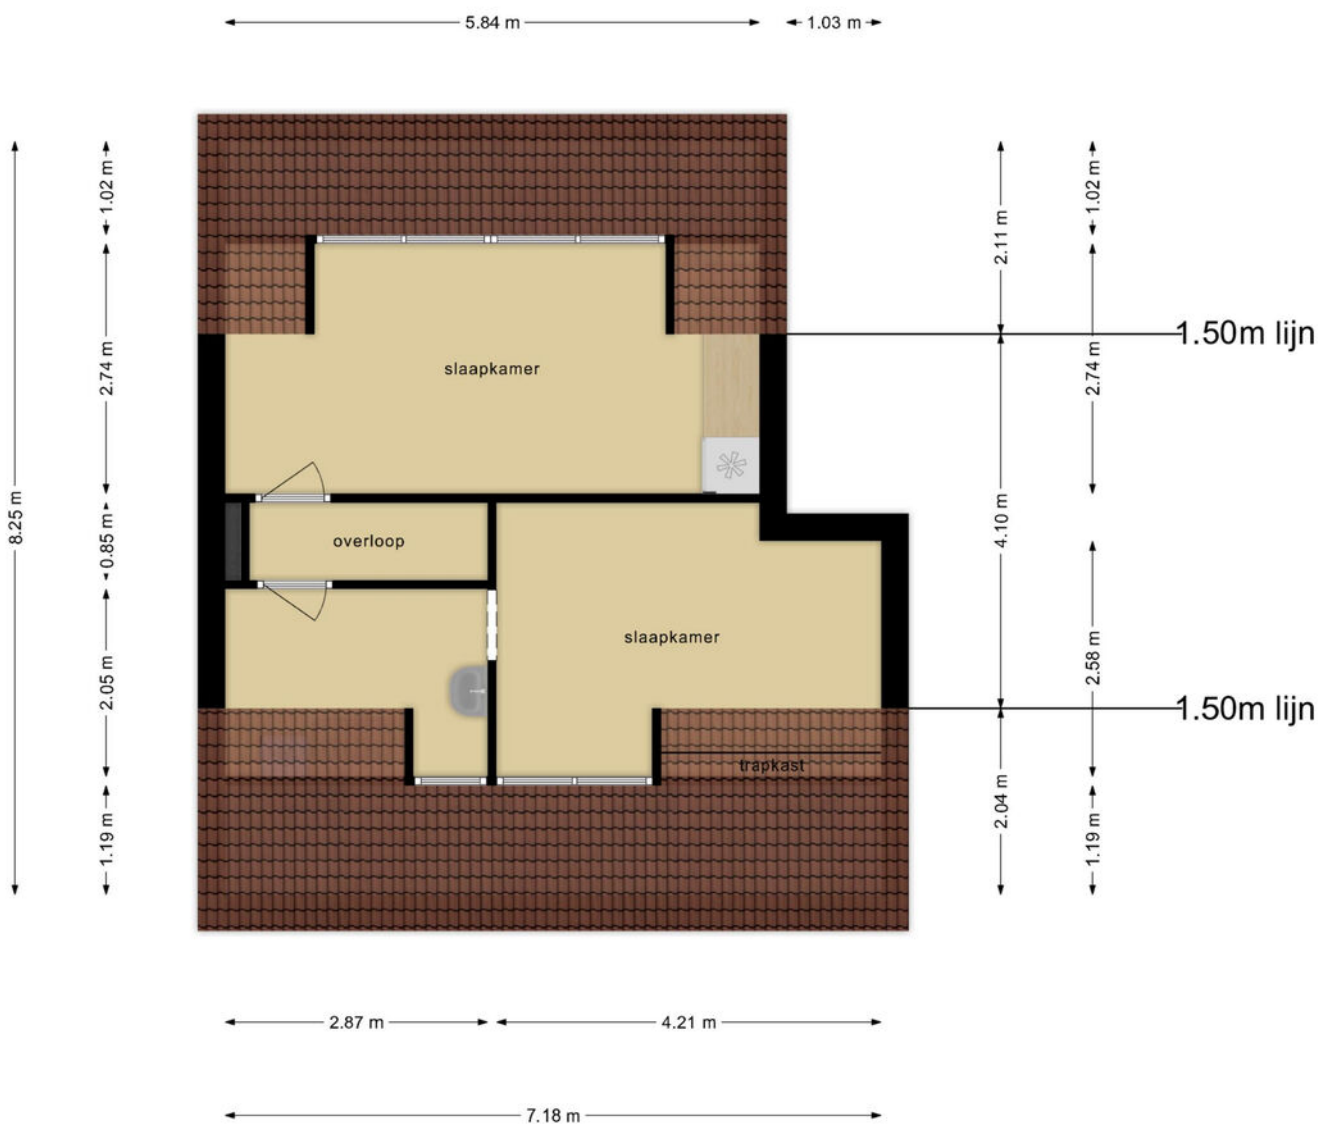 5.84 m
1.03 m
1.02 m
2.11 m
1.02 m
1.50m lijn
slaapkamer
2.74 m
2.74 m
8.25 m
0.85 m
overloop
4.10 m
slaapkamer
2.05 m
2.58 m
1.50m lijn
trapkast
1.19 m
2.04 m
1.19 m
2.87 m
4.21 m
7.18 m